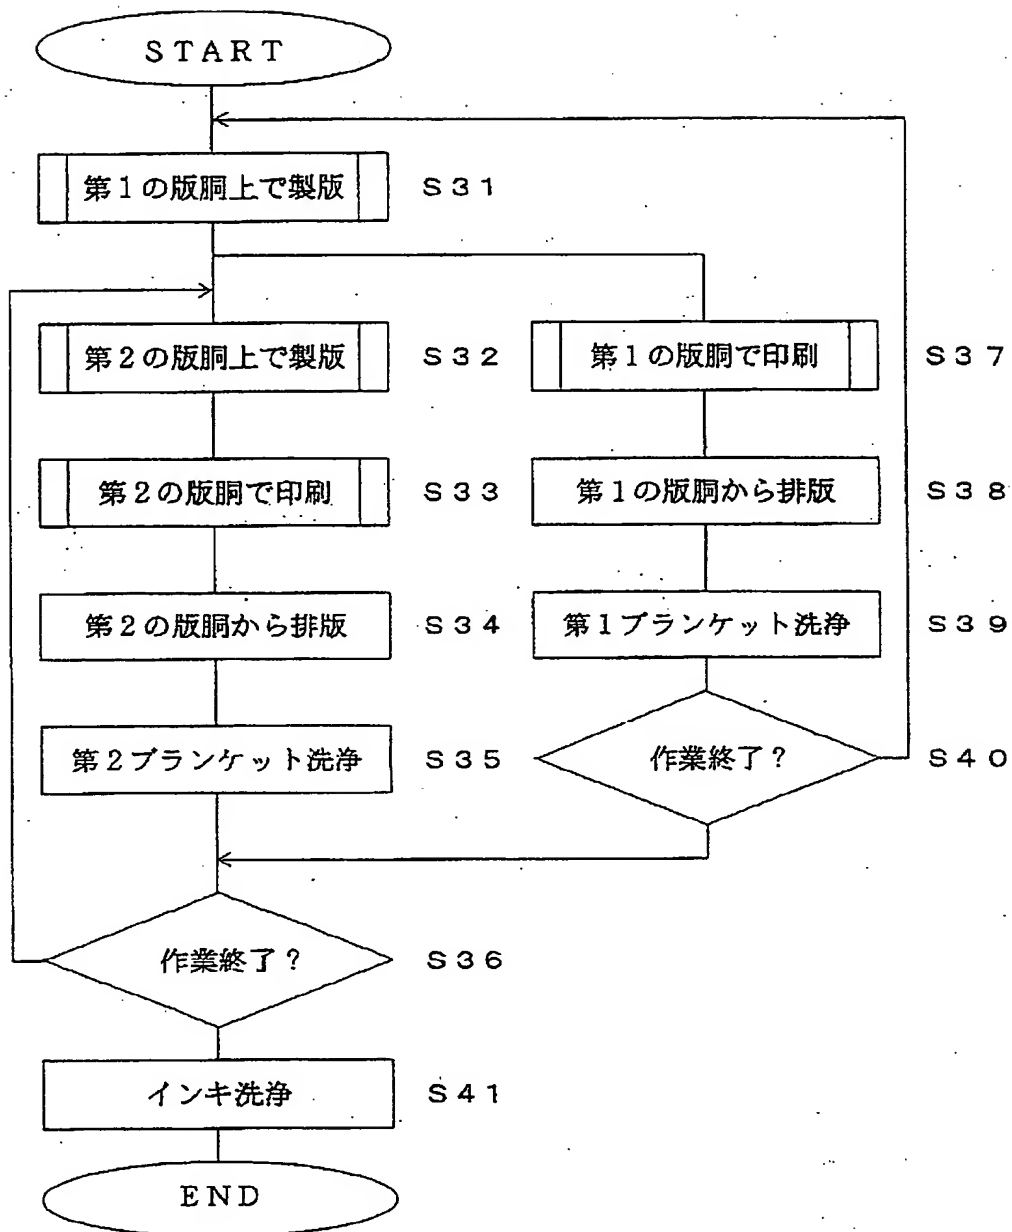 START
第1の版胴上で製版
S31
第2の版胴上で製版
S32
第1の版胴で印刷
S37
第2の版胴で印刷
S33
第1の版胴から排版
S38
第2の版胴から排版
S34
第1ブランケット洗浄
S39
第2ブランケット洗浄
S35
作業終了?
S40
作業終了?
S36
インキ洗浄
S41
END